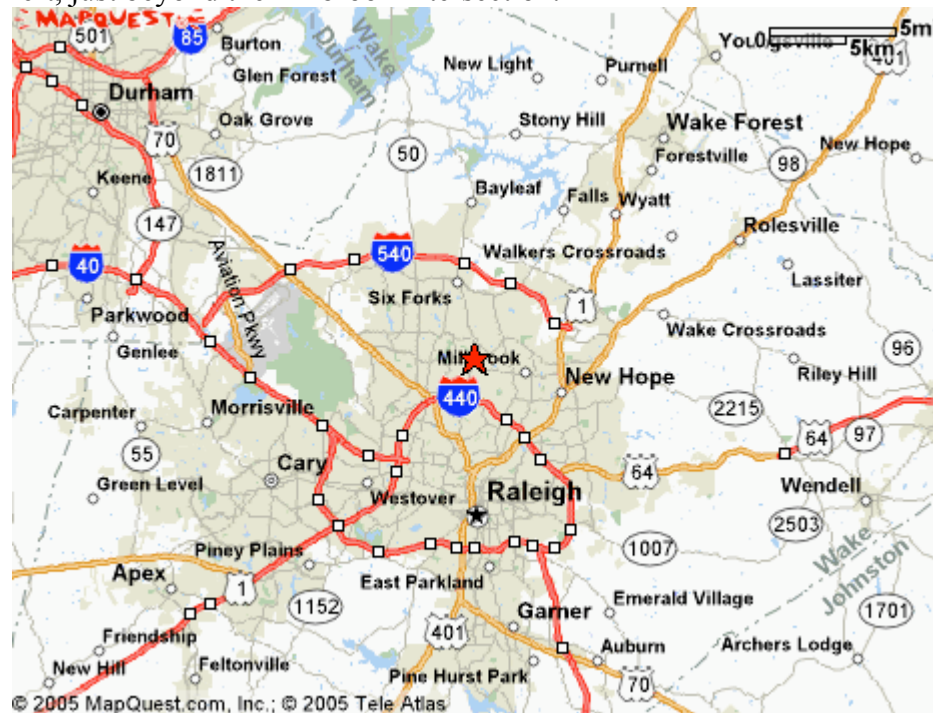 MAPQUEST
501
85
Burton
5m
5km
401
Glen Forest
Wake
Durham
New Light
Purnell
Durham
70
Oak Grove
Stony Hill
Wake Forest
Forestville
50
98
New Hope
1811
Keene
Bayleaf
Falls
Wyatt
147
Rolesville
Aviation Pkwy
540
Walkers Crossroads
40
Lassiter
Six Forks
1
Parkwood
Wake Crossroads
Genlee
96
New Hope
Riley Hill
440
Morrisville
Carpenter
2215
55
64
97
Cary
64
Green Level
Westover
Raleigh
Wendell
2503
Piney Plains
1007
Wake
Johnston
Apex
1
East Parkland
1152
Garner
Emerald Village
1701
Friendship
401
Auburn
Archers Lodge
New Hill
Feltonville
Pine Hurst Park
70
© 2005 MapQuest.com, Inc.; © 2005 Tele Atlas